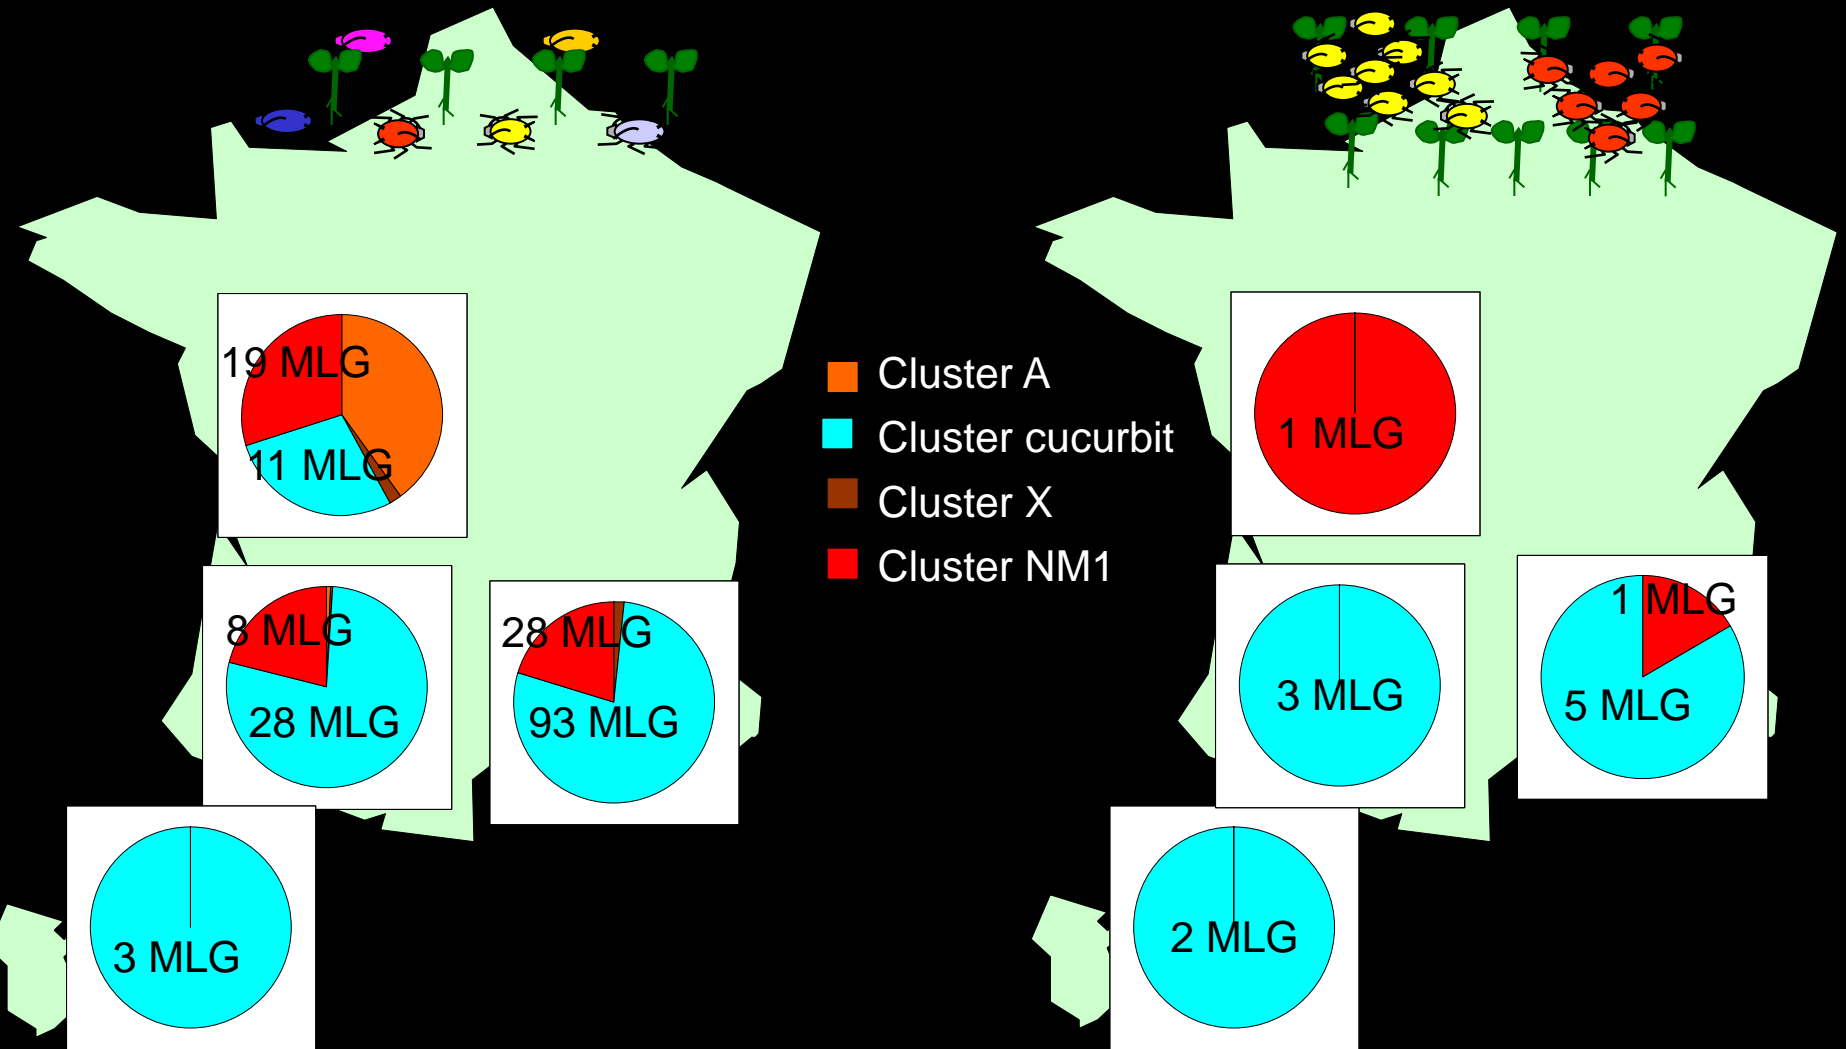 19 MLG
11 MLG
8 MLG
28 MLG
28 MLG
93 MLG
3 MLG
Cluster A
Cluster cucurbit
Cluster X
Cluster NM1
1 MLG
3 MLG
1 MLG
5 MLG
2 MLG